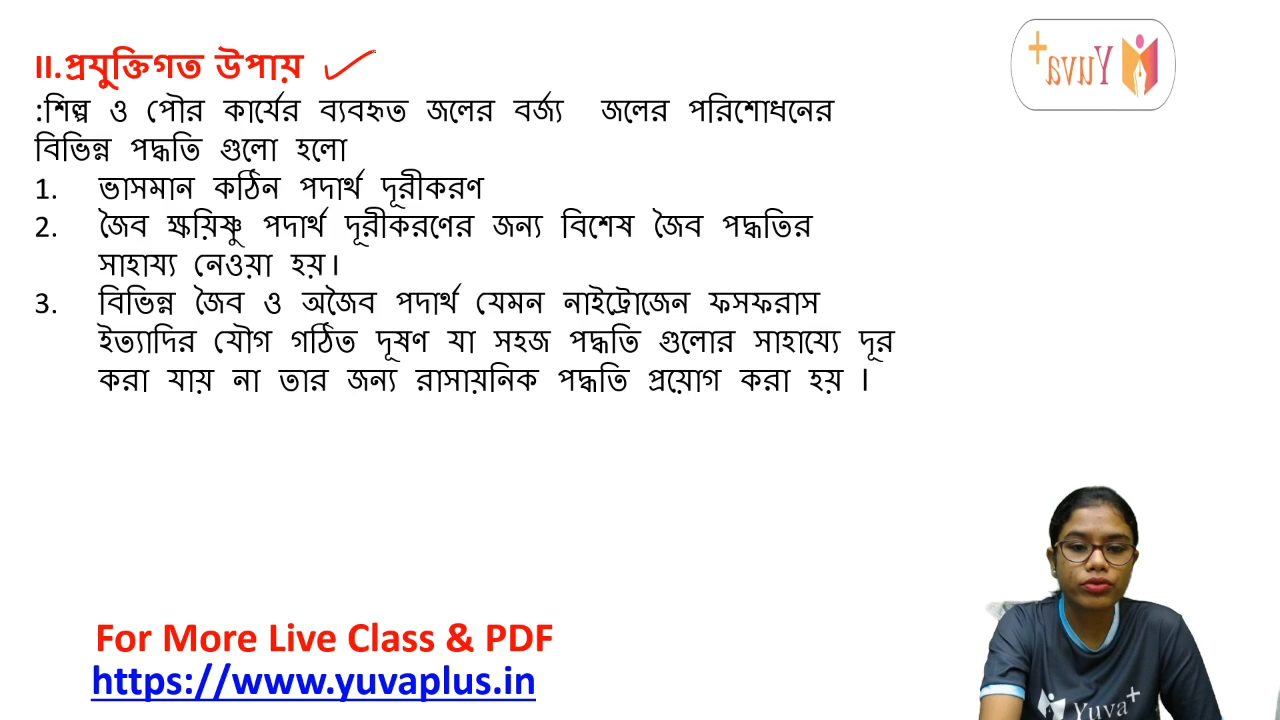 II.প্রযুক্তিগত উপায়
Yuva+
:শিল্প ও পৌর কার্যের ব্যবহৃত জলের বর্জ্য জলের পরিশোধনের
বিভিন্ন পদ্ধতি গুলো হলো
1. ভাসমান কঠিন পদার্থ দূরীকরণ
2. জৈব ক্ষয়িষ্ণু পদার্থ দূরীকরণের জন্য বিশেষ জৈব পদ্ধতির
সাহায্য নেওয়া হয়।
3. বিভিন্ন জৈব ও অজৈব পদার্থ যেমন নাইট্রোজেন ফসফরাস
ইত্যাদির যৌগ গঠিত দূষণ যা সহজ পদ্ধতি গুলোর সাহায্যে দূর
করা যায় না তার জন্য রাসায়নিক পদ্ধতি প্রয়োগ করা হয় ।
For More Live Class & PDF
https://www.yuvaplus.in
Yuva+